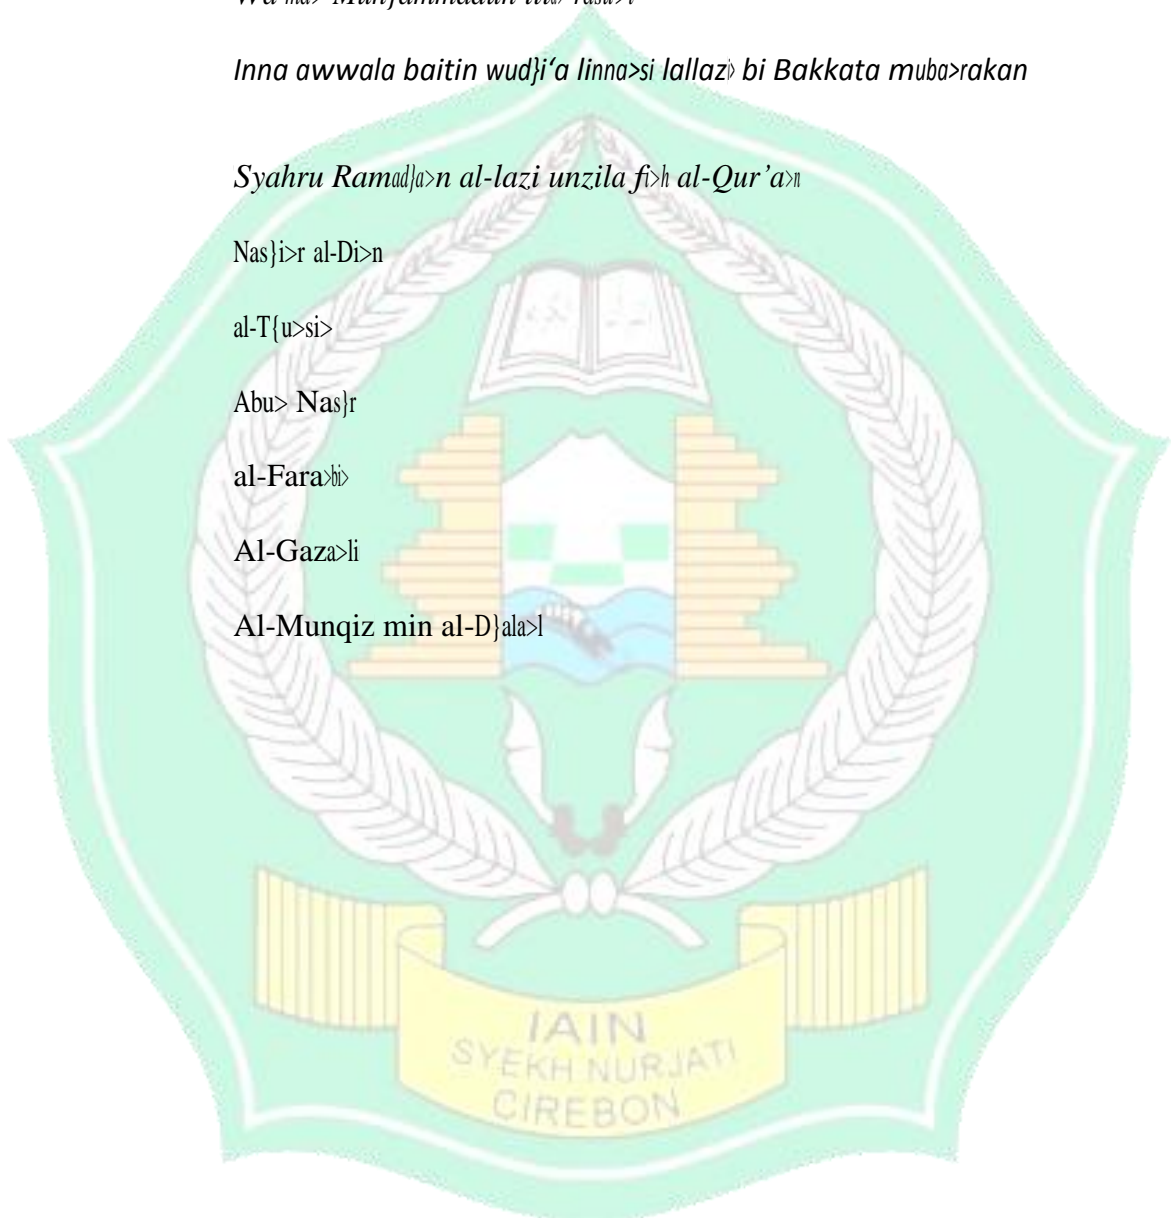 Inna awwala baitin wud}i‘a linna>si lallazi> bi Bakkata muba>rakan
Syahru Ramad}a>n al-lazi unzila fi>h al-Qur’a>n
Nas}i>r al-Di>n
al-T{u>si>
Abu> Nas}r
al-Fara>bi>
Al-Gaza>li
Al-Munqiz min al-D}ala>l
IAIN
SYEKH NURJATI
CIREBON